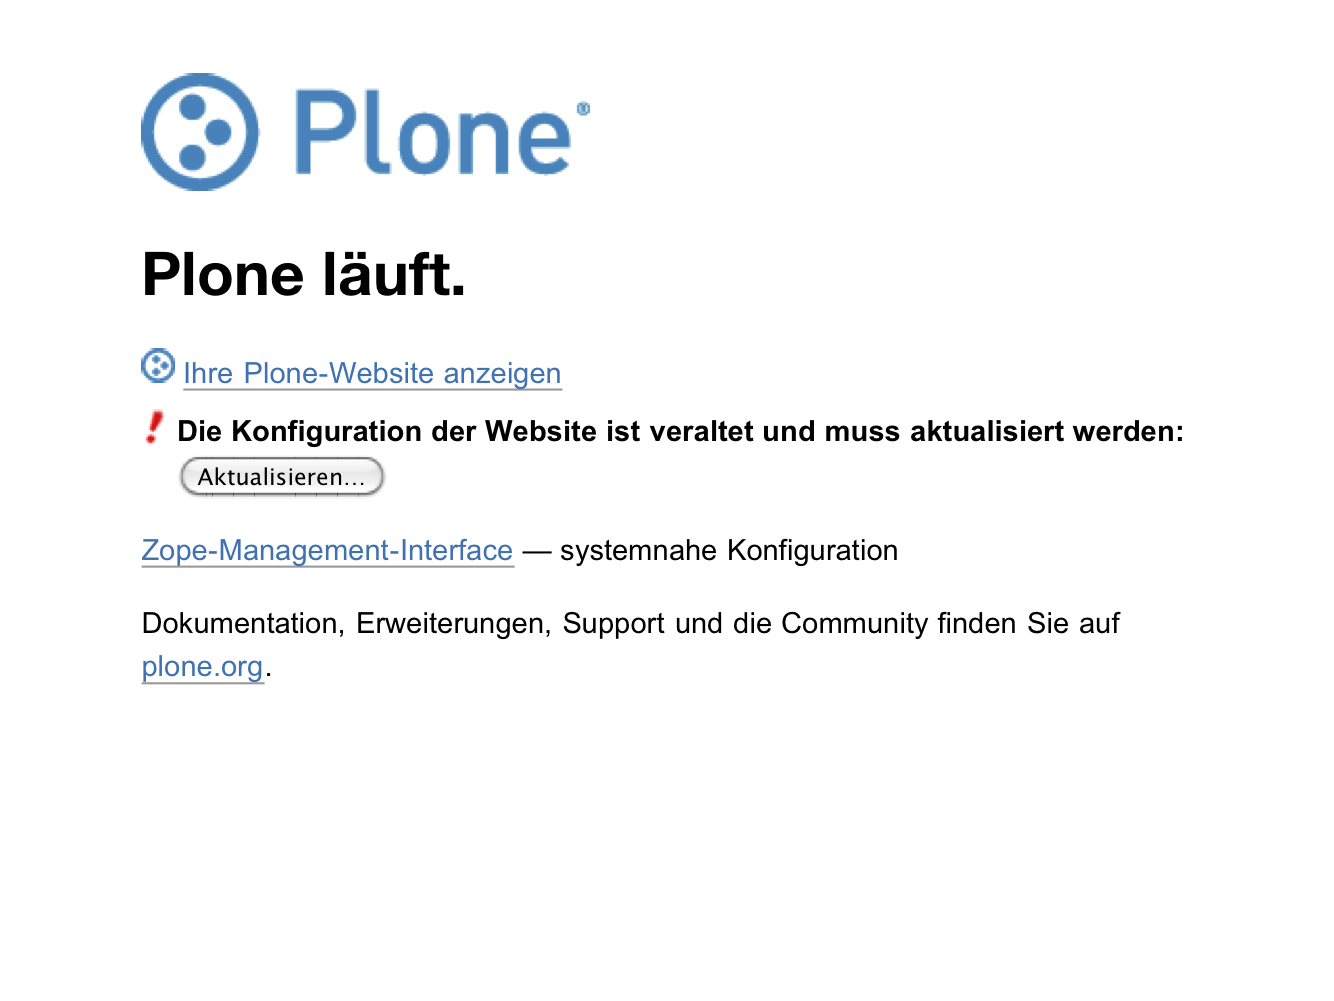 Plone®
Plone läuft.
Ihre Plone-Website anzeigen
Die Konfiguration der Website ist veraltet und muss aktualisiert werden:
Aktualisieren…
Zope-Management-Interface — systemnahe Konfiguration
Dokumentation, Erweiterungen, Support und die Community finden Sie auf
plone.org.